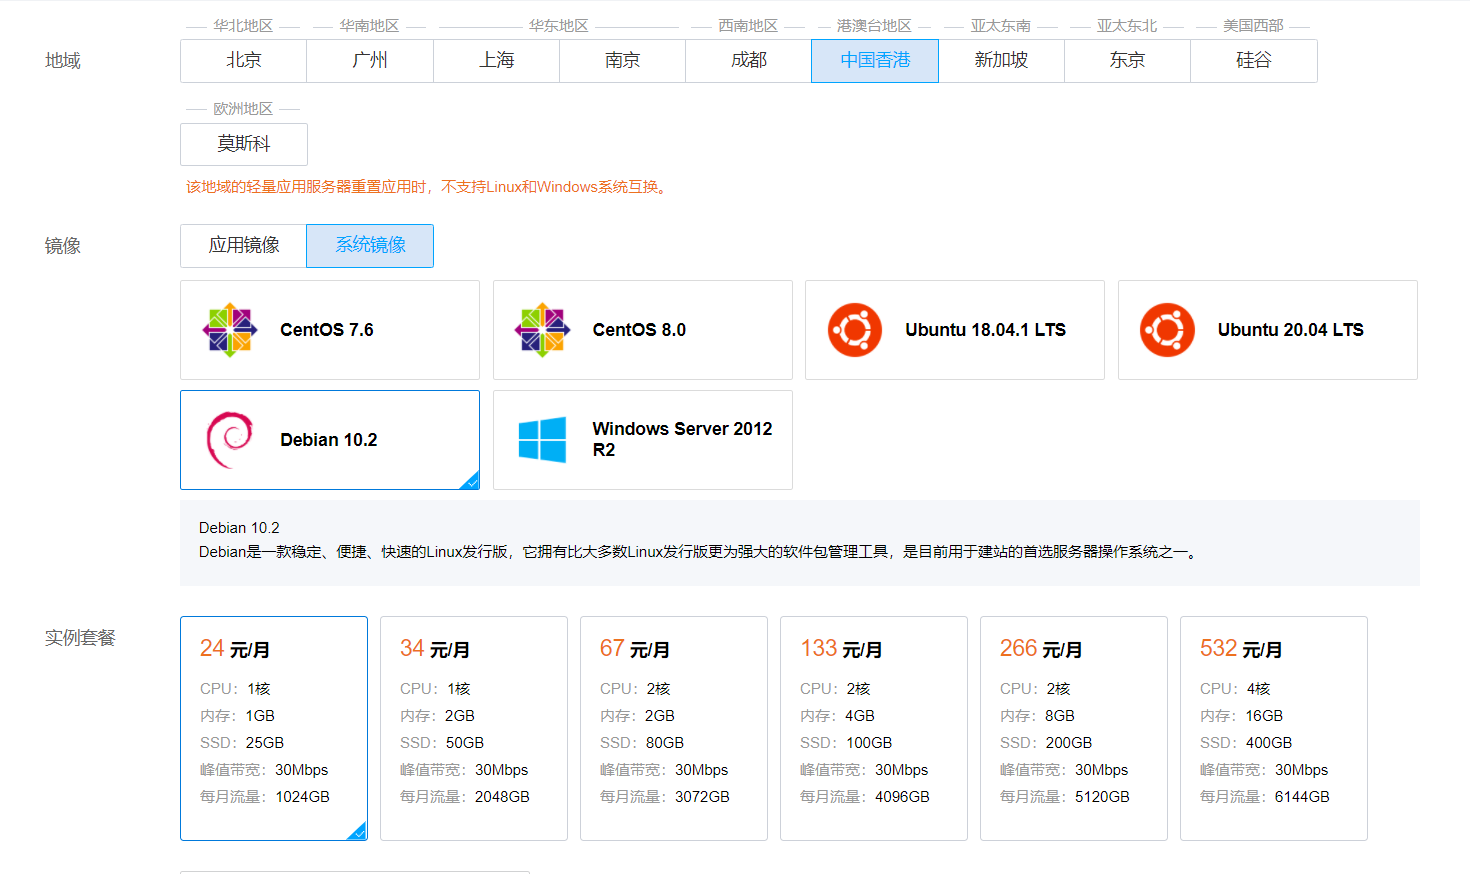 华北地区 华南地区 华东地区 西南地区 港澳台地区 亚太东南 亚太东北 美国西部
地域 北京 广州 上海 南京 成都 中国香港 新加坡 东京 硅谷
欧洲地区
莫斯科
该地域的轻量应用服务器重置应用时，不支持Linux和Windows系统互换。
镜像 应用镜像 系统镜像
CentOS 7.6 CentOS 8.0 Ubuntu 18.04.1 LTS Ubuntu 20.04 LTS
Debian 10.2
Windows Server 2012
R2
Debian 10.2
Debian是一款稳定、便捷、快速的Linux发行版，它拥有比大多数Linux发行版更为强大的软件包管理工具，是目前用于建站的首选服务器操作系统之一。
实例套餐
24 元/月
CPU：1核
内存：1GB
SSD：25GB
峰值带宽：30Mbps
每月流量：1024GB
34 元/月
CPU：1核
内存：2GB
SSD：50GB
峰值带宽：30Mbps
每月流量：2048GB
67 元/月
CPU：2核
内存：2GB
SSD：80GB
峰值带宽：30Mbps
每月流量：3072GB
133 元/月
CPU：2核
内存：4GB
SSD：100GB
峰值带宽：30Mbps
每月流量：4096GB
266 元/月
CPU：2核
内存：8GB
SSD：200GB
峰值带宽：30Mbps
每月流量：5120GB
532 元/月
CPU：4核
内存：16GB
SSD：400GB
峰值带宽：30Mbps
每月流量：6144GB